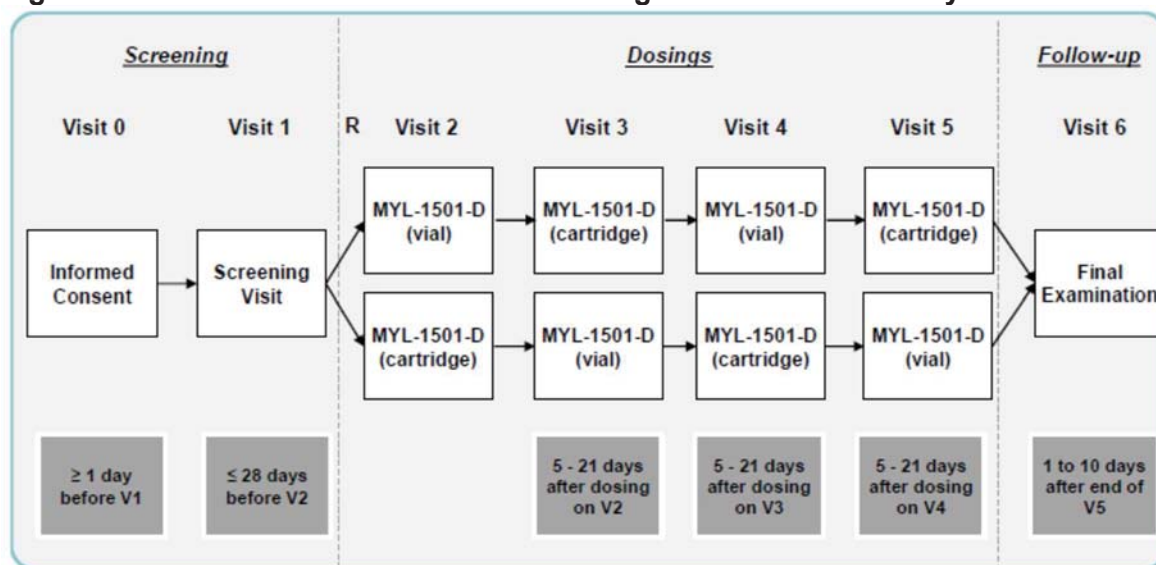 Screening
Dosings
Follow-up
Visit 0
Visit 1
R
Visit 2
Visit 3
Visit 4
Visit 5
Visit 6
Informed
Consent
Screening
Visit
MYL-1501-D
(vial)
MYL-1501-D
(cartridge)
MYL-1501-D
(vial)
MYL-1501-D
(cartridge)
MYL-1501-D
(cartridge)
MYL-1501-D
(vial)
MYL-1501-D
(cartridge)
MYL-1501-D
(vial)
Final
Examination
≥ 1 day
before V1
≤ 28 days
before V2
5 - 21 days
after dosing
on V2
5 - 21 days
after dosing
on V3
5 - 21 days
after dosing
on V4
1 to 10 days
after end of
V5